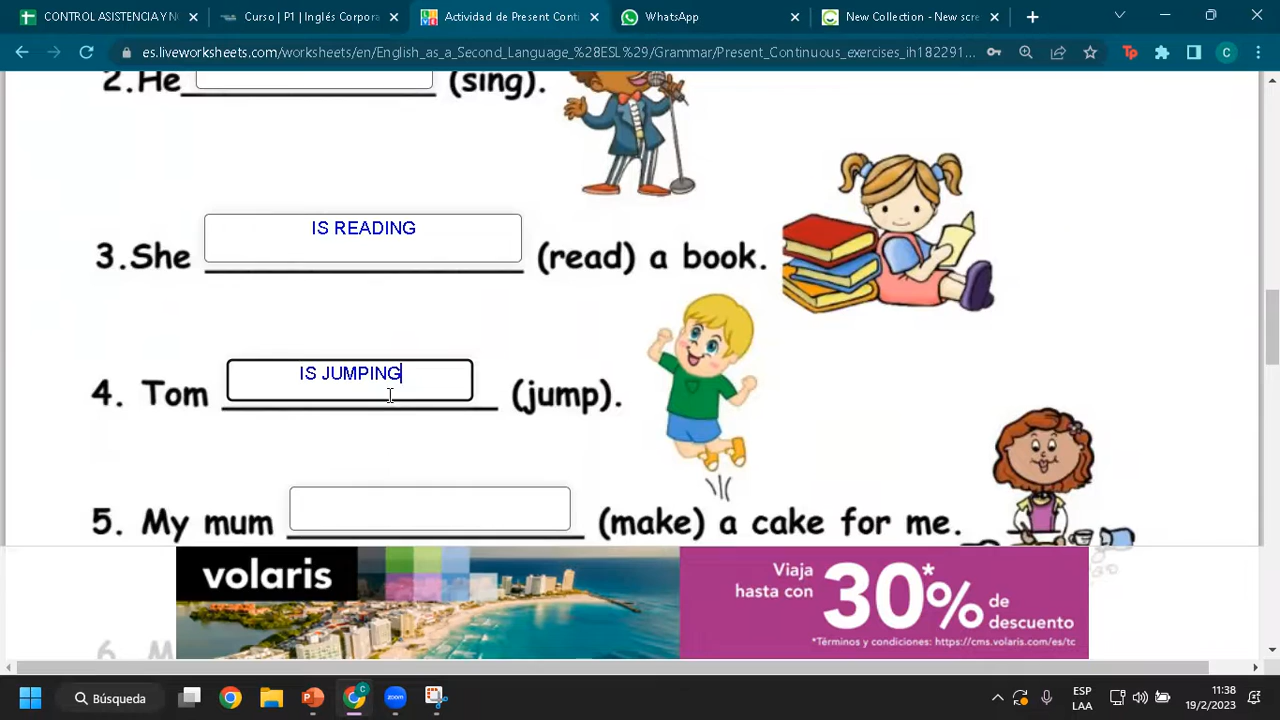 CONTROL ASISTENCIA Y N
Curso | P1 | Inglés Corpora
Actividad de Present Conti
WhatsApp
New Collection - New scre
es.liveworksheets.com/worksheets/en/English_as_a_Second_Language_%28ESL%29/Grammar/Present_Continuous_exercises_ih182291...
2.He (sing).
IS READING
3.She (read) a book.
IS JUMPING
4. Tom (jump).
5. My mum (make) a cake for me.
volaris
Viaja
hasta con
30%*
de
descuento
*Términos y condiciones: https://cms.volaris.com/es/tc
6. M
Búsqueda
zoom
ESP
LAA
11:38
19/2/2023